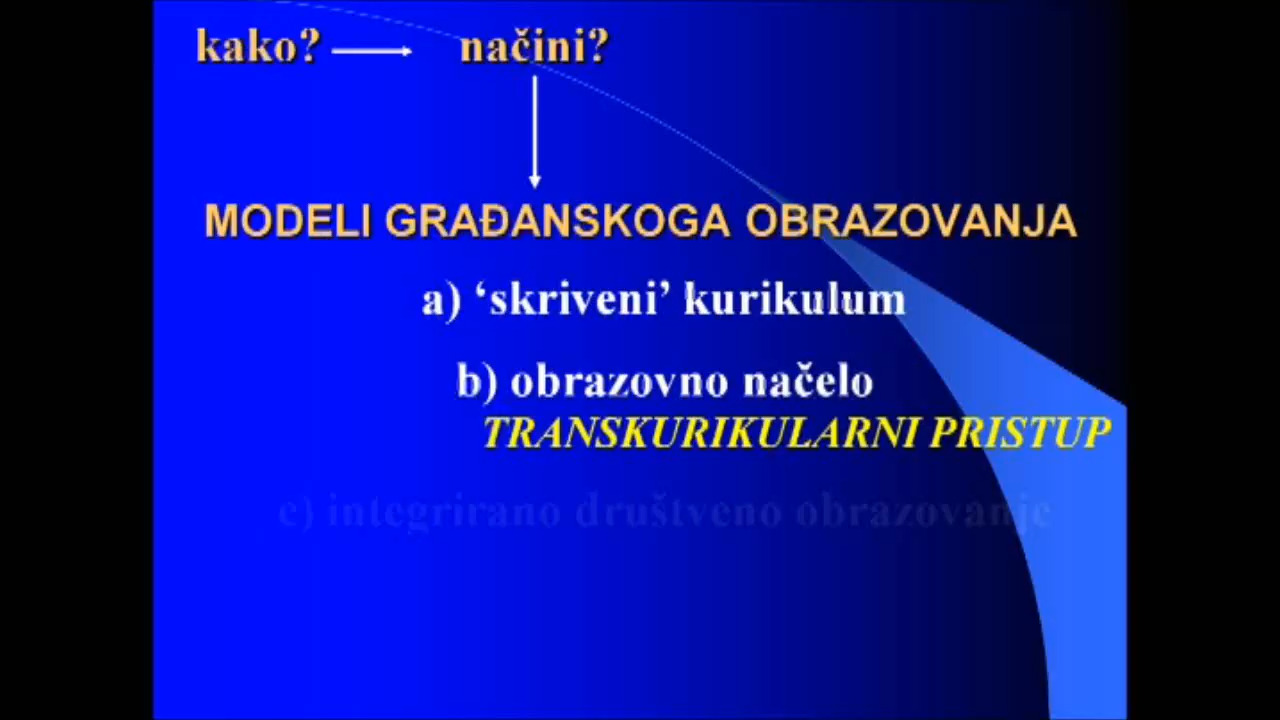 kako? načini?
MODELI GRAĐANSKOGA OBRAZOVANJA
a) ‘skriveni’ kurikulum
b) obrazovno načelo
TRANSKURIKULARNI PRISTUP
c) integrirano društveno obrazovanje